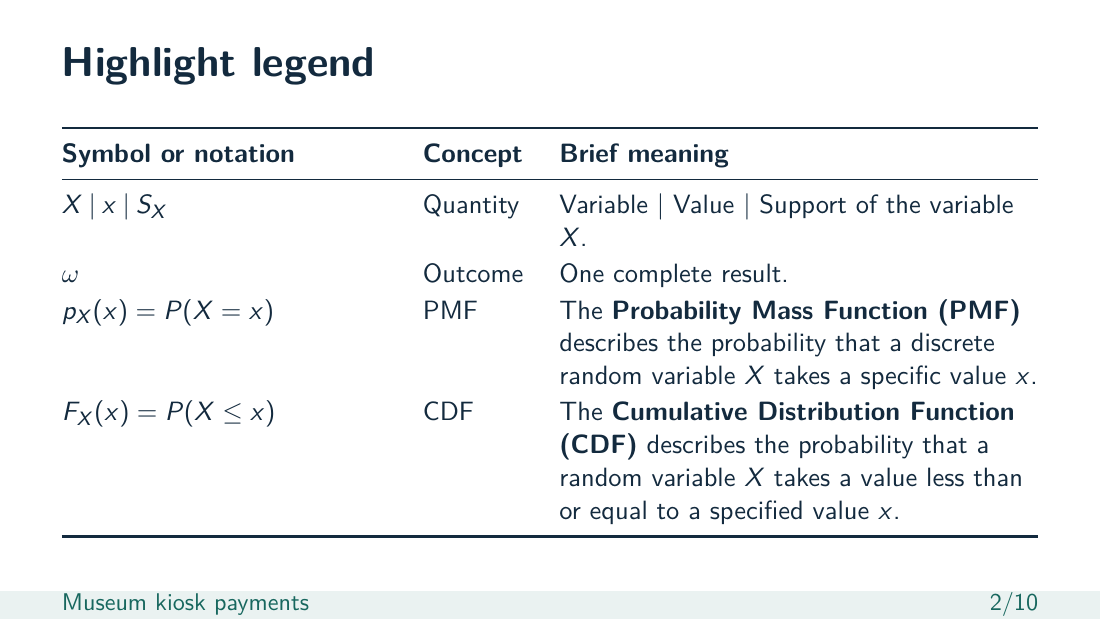 Highlight legend
Symbol or notation Concept Brief meaning
X | x | S_X Quantity Variable | Value | Support of the variable
X.
ω Outcome One complete result.
p_X(x) = P(X = x) PMF The Probability Mass Function (PMF)
describes the probability that a discrete
random variable X takes a specific value x.
F_X(x) = P(X ≤ x) CDF The Cumulative Distribution Function
(CDF) describes the probability that a
random variable X takes a value less than
or equal to a specified value x.
Museum kiosk payments 2/10